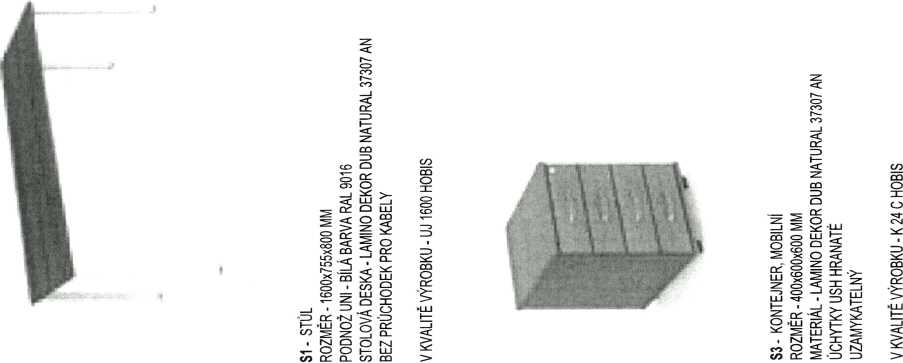 S1 - STŮL
ROZMĚR - 1600x755x800 MM
PODNOŽ UNI - BÍLÁ BARVA RAL 9016
STOLOVÁ DESKA - LAMINO DEKOR DUB NATURAL 37307 AN
BEZ PRŮCHODEK PRO KABELY
V KVALITĚ VÝROBKU - UJ 1600 HOBIS
S3 - KONTEJNER, MOBILNÍ
ROZMĚR - 400x600x600 MM
MATERIÁL - LAMINO DEKOR DUB NATURAL 37307 AN
ÚCHYTKY USH HRANATÉ
UZAMYKATELNÝ
V KVALITĚ VÝROBKU - K 24 C HOBIS